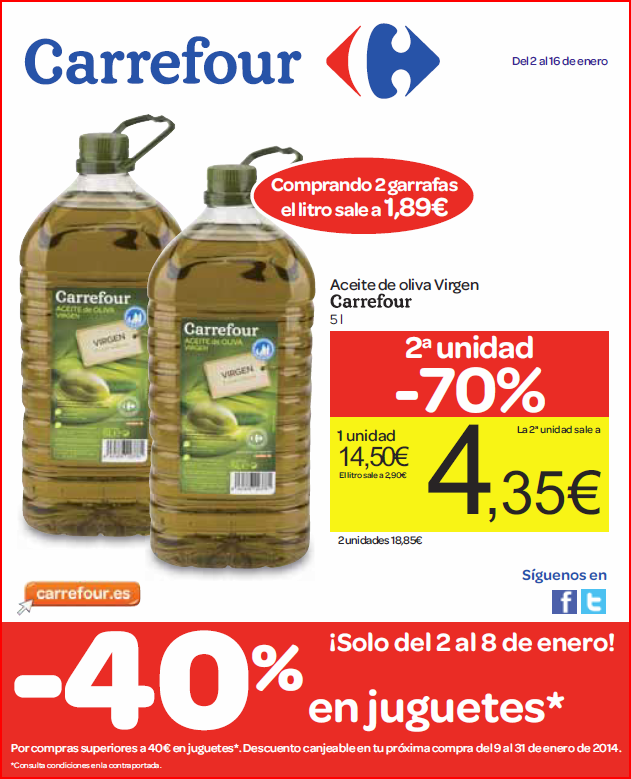 Carrefour
Del 2 al 16 de enero
Comprando 2 garrafas
el litro sale a 1,89€
Aceite de oliva Virgen
Carrefour
5 l
2ª unidad
-70%
1 unidad
14,50€
El litro sale a 2,90€
La 2ª unidad sale a
4,35€
2 unidades 18,85€
Carrefour
ACEITE de OLIVA
VIRGEN
VIRGEN
Carrefour
ACEITE de OLIVA
VIRGEN
VIRGEN
carrefour.es
Síguenos en
-40%
¡Solo del 2 al 8 de enero!
en juguetes*
Por compras superiores a 40€ en juguetes*. Descuento canjeable en tu próxima compra del 9 al 31 de enero de 2014.
*Consulta condiciones en la contraportada.